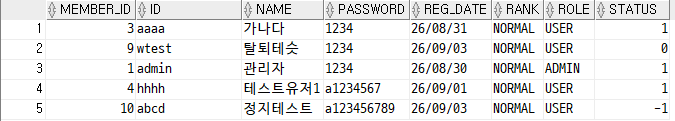 MEMBER_ID ID NAME PASSWORD REG_DATE RANK ROLE STATUS
1 3 aaaa 가나다 1234 26/08/31 NORMAL USER 1
2 9 wtest 탈퇴테슷 1234 26/09/03 NORMAL USER 0
3 1 admin 관리자 1234 26/08/30 NORMAL ADMIN 1
4 4 hhhh 테스트유저1 a1234567 26/09/01 NORMAL USER 1
5 10 abcd 정지테스트 a123456789 26/09/03 NORMAL USER -1